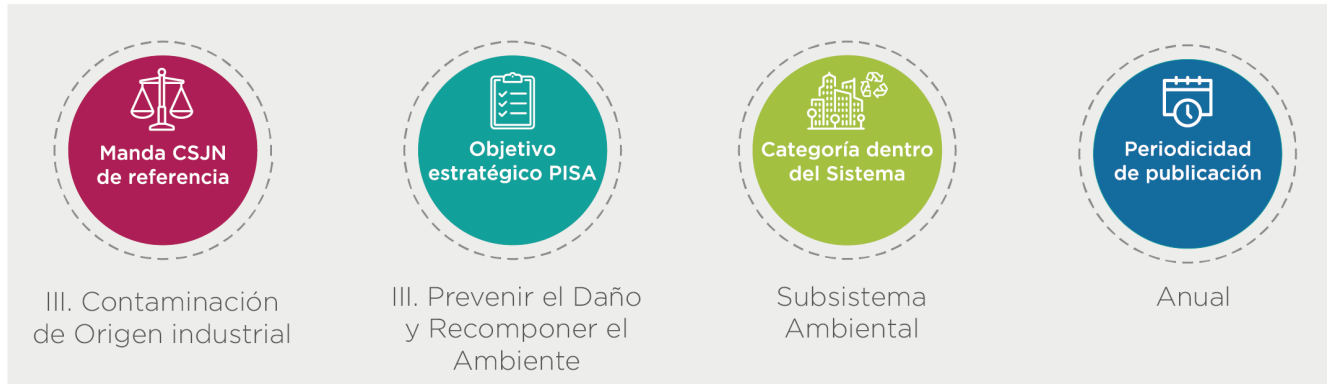 Manda CSJN
de referencia
III. Contaminación
de Origen industrial
Objetivo
estratégico PISA
III. Prevenir el Daño
y Recomponer el
Ambiente
Categoría dentro
del Sistema
Subsistema
Ambiental
Periodicidad
de publicación
Anual